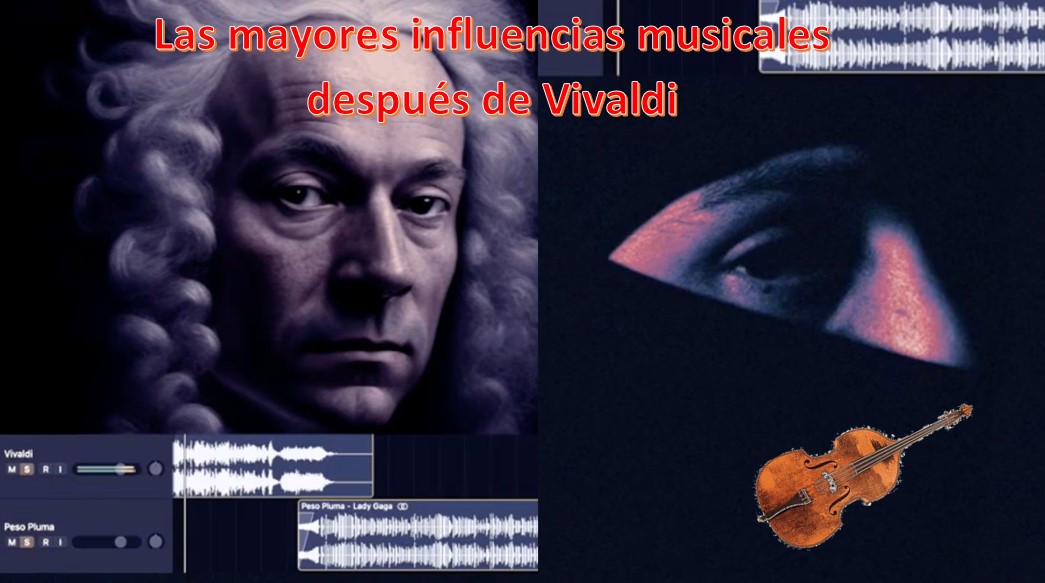 Las mayores influencias musicales
después de Vivaldi
Vivaldi
M S R I
Peso Pluma - Lady Gaga
Peso Pluma
M S R I